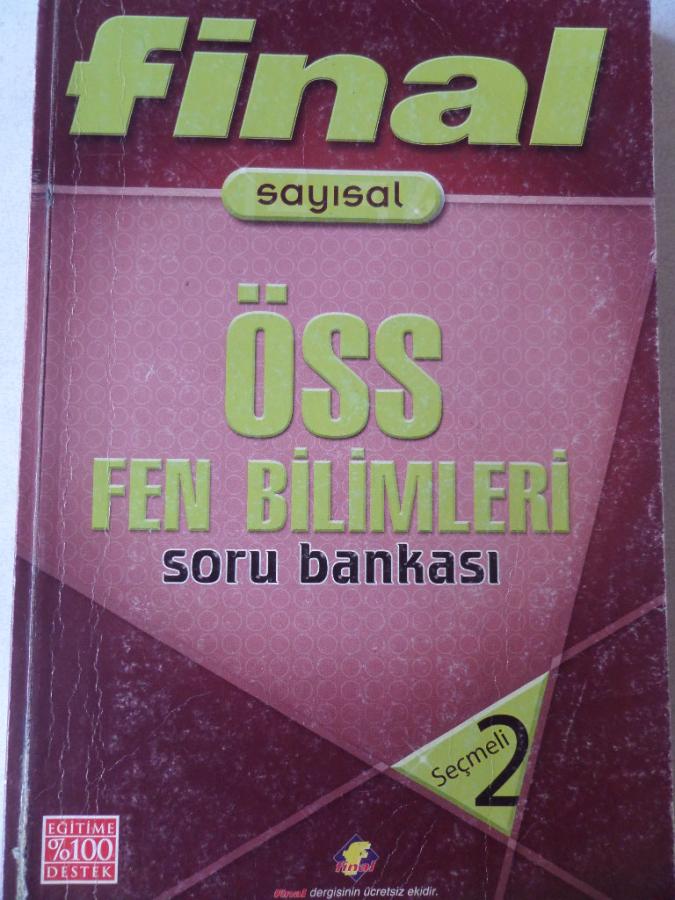 final
sayısal
ÖSS
FEN BİLİMLERİ
soru bankası
Seçmeli 2
EĞİTİME
%100
DESTEK
final
Final dergisinin ücretsiz ekidir.